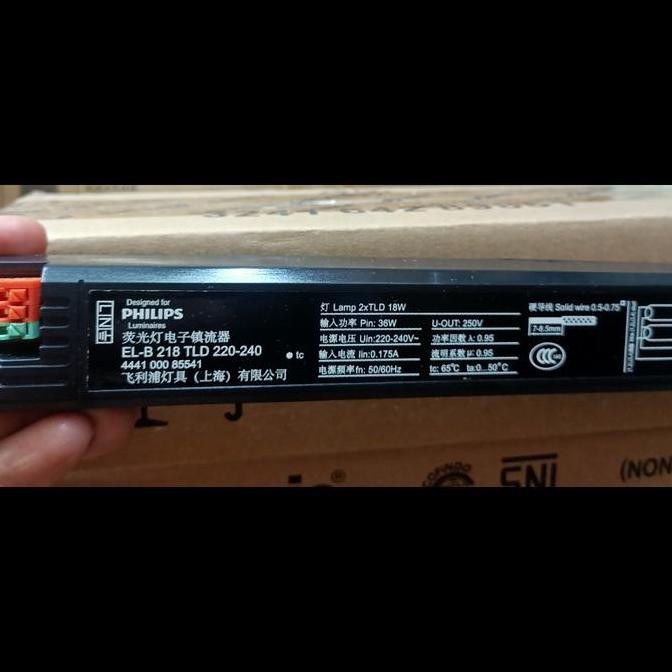 LN
Designed for
PHILIPS
Luminaires
荧光灯电子镇流器
EL-B 218 TLD 220-240
4441 000 85541
飞利浦灯具（上海）有限公司
tc
灯 Lamp 2xTLD 18W
输入功率 Pin: 36W
U-OUT: 250V
电源电压 Uin:220-240V~
功率因数 λ: 0.95
输入电流 Iin:0.175A
流明系数 μ: 0.95
电源频率 fn: 50/60Hz
tc: 65°C ta:0...50°C
硬导线 Solid wire 0.5-0.75
7-8.5mm
CCC
SNI
(NON